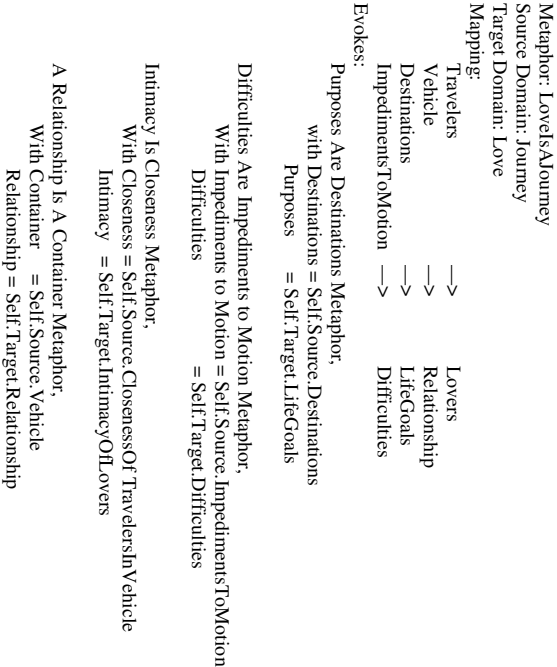 Metaphor: LoveIsAJourney
Source Domain: Journey
Target Domain: Love
Mapping:
Travelers —> Lovers
Vehicle —> Relationship
Destinations —> LifeGoals
ImpedimentsToMotion —> Difficulties
Evokes:
Purposes Are Destinations Metaphor,
with Destinations = Self.Source.Destinations
Purposes = Self.Target.LifeGoals
Difficulties Are Impediments to Motion Metaphor,
With Impediments to Motion = Self.Source.ImpedimentsToMotion
Difficulties = Self.Target.Difficulties
Intimacy Is Closeness Metaphor,
With Closeness = Self.Source.ClosenessOf TravelersInVehicle
Intimacy = Self.Target.IntimacyOfLovers
A Relationship Is A Container Metaphor,
With Container = Self.Source.Vehicle
Relationship = Self.Target.Relationship